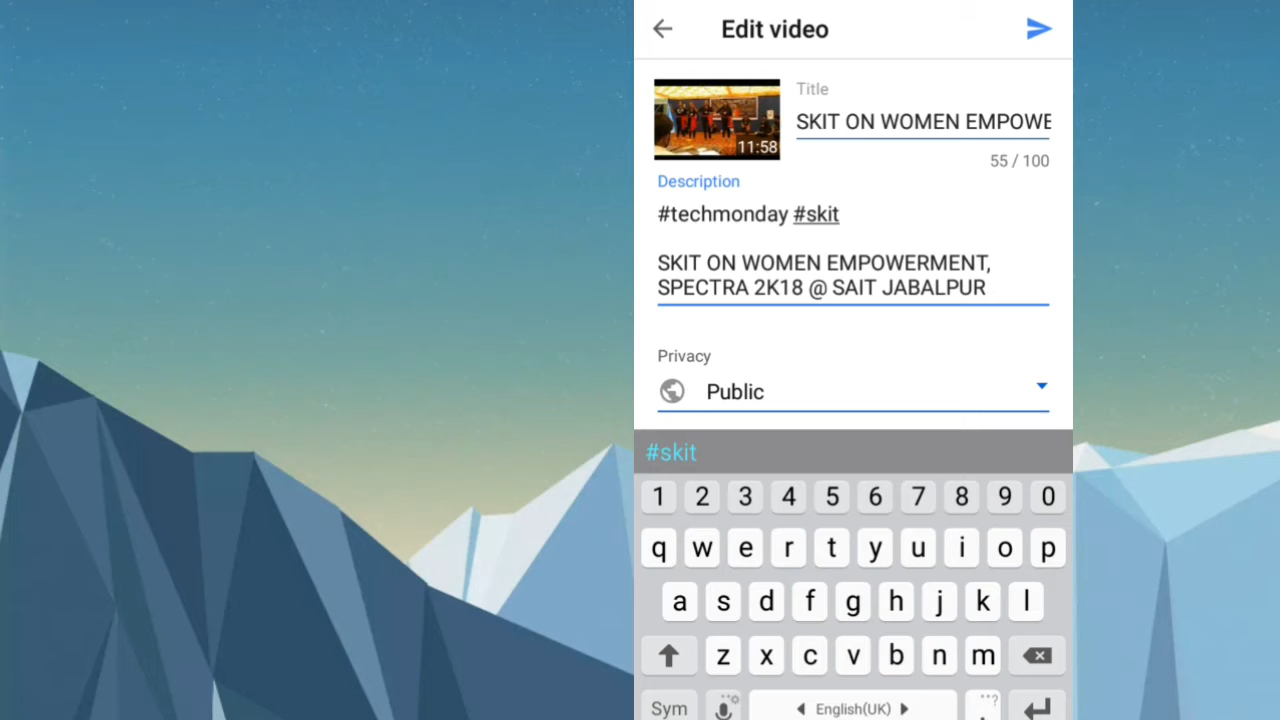 Edit video
Title
SKIT ON WOMEN EMPOWE
11:58
55 / 100
Description
#techmonday #skit
SKIT ON WOMEN EMPOWERMENT,
SPECTRA 2K18 @ SAIT JABALPUR
Privacy
Public
#skit
1 2 3 4 5 6 7 8 9 0
q w e r t y u i o p
a s d f g h j k l
z x c v b n m
Sym English(UK) . ...?